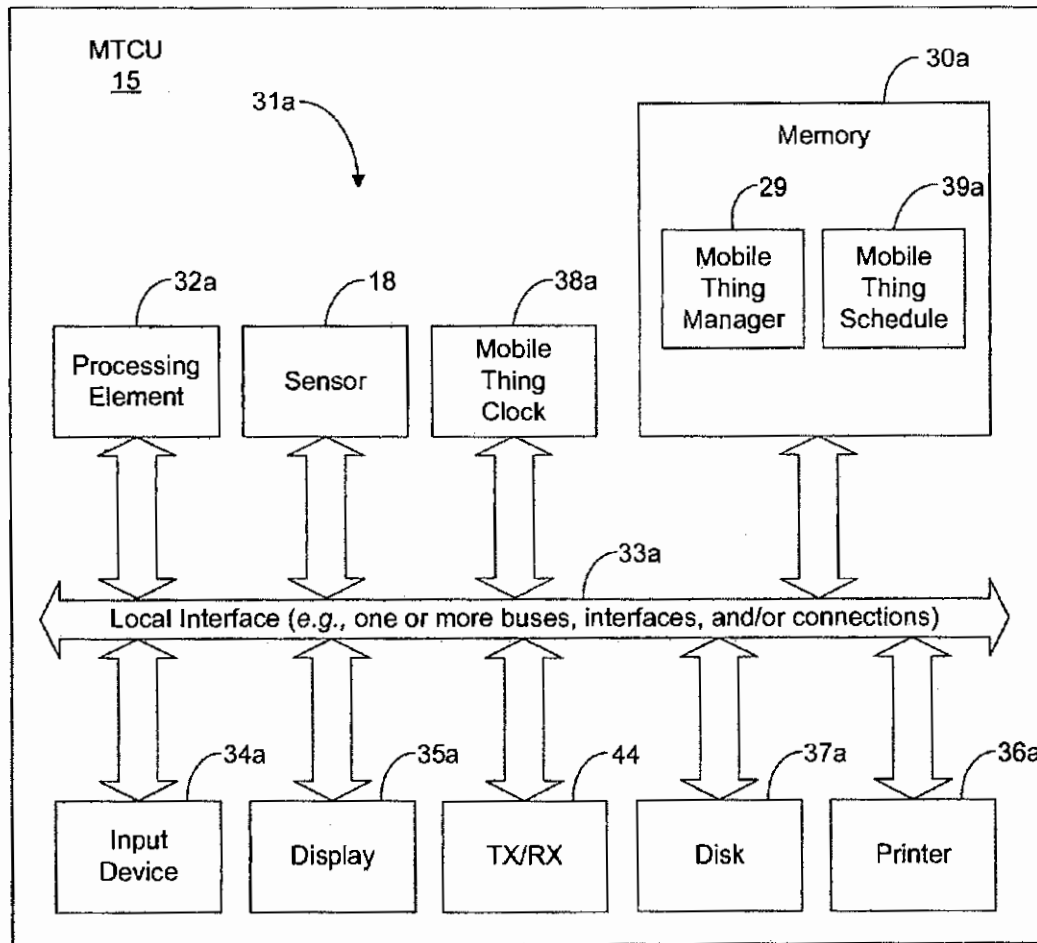 MTCU
15
31a
30a
Memory
29
39a
Mobile
Thing
Manager
Mobile
Thing
Schedule
32a
18
38a
Processing
Element
Sensor
Mobile
Thing
Clock
33a
Local Interface (e.g., one or more buses, interfaces, and/or connections)
34a
35a
44
37a
36a
Input
Device
Display
TX/RX
Disk
Printer